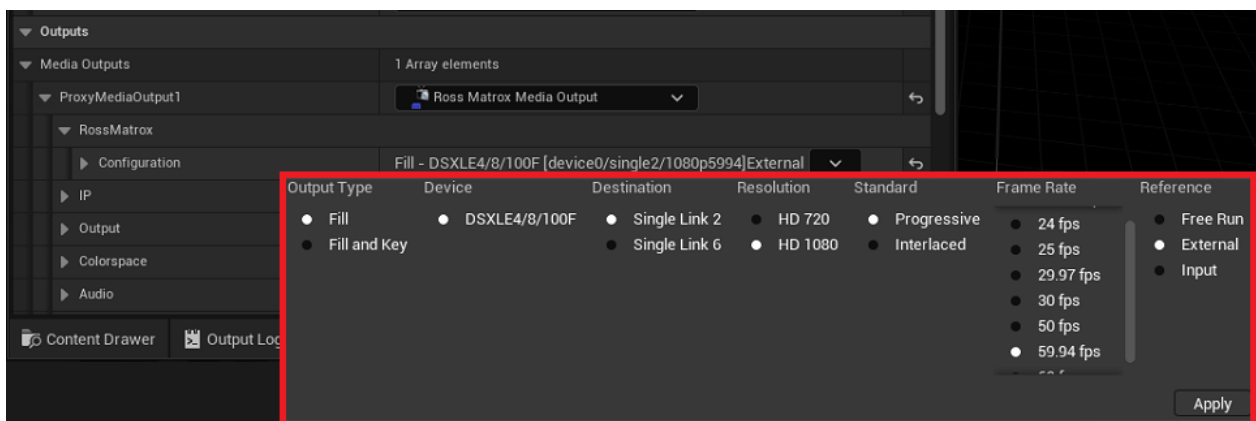 Outputs
Media Outputs 1 Array elements
ProxyMediaOutput1 Ross Matrox Media Output
RossMatrox
Configuration Fill - DSXLE4/8/100F [device0/single2/1080p5994]External
IP
Output
Colorspace
Audio
Content Drawer Output Log
Output Type Device Destination Resolution Standard Frame Rate Reference
Fill DSXLE4/8/100F Single Link 2 HD 720 Progressive 24 fps Free Run
Fill and Key Single Link 6 HD 1080 Interlaced 25 fps External
29.97 fps Input
30 fps
50 fps
59.94 fps
Apply